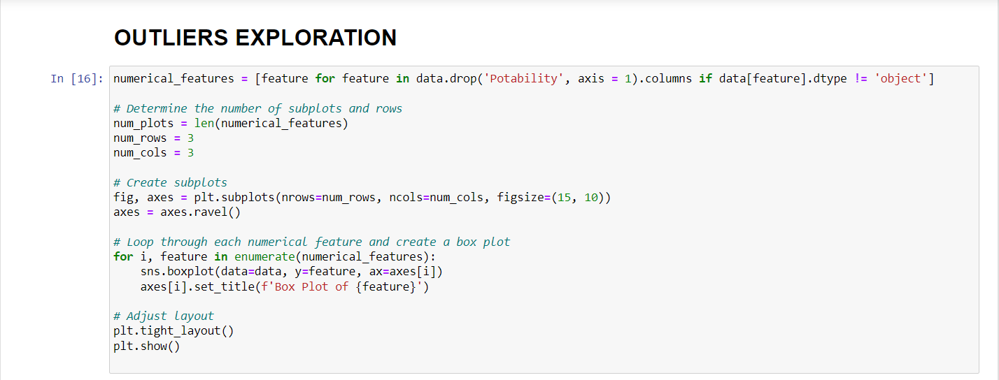 OUTLIERS EXPLORATION
In [16]: numerical_features = [feature for feature in data.drop('Potability', axis = 1).columns if data[feature].dtype != 'object']
# Determine the number of subplots and rows
num_plots = len(numerical_features)
num_rows = 3
num_cols = 3
# Create subplots
fig, axes = plt.subplots(nrows=num_rows, ncols=num_cols, figsize=(15, 10))
axes = axes.ravel()
# Loop through each numerical feature and create a box plot
for i, feature in enumerate(numerical_features):
    sns.boxplot(data=data, y=feature, ax=axes[i])
    axes[i].set_title(f'Box Plot of {feature}')
# Adjust layout
plt.tight_layout()
plt.show()